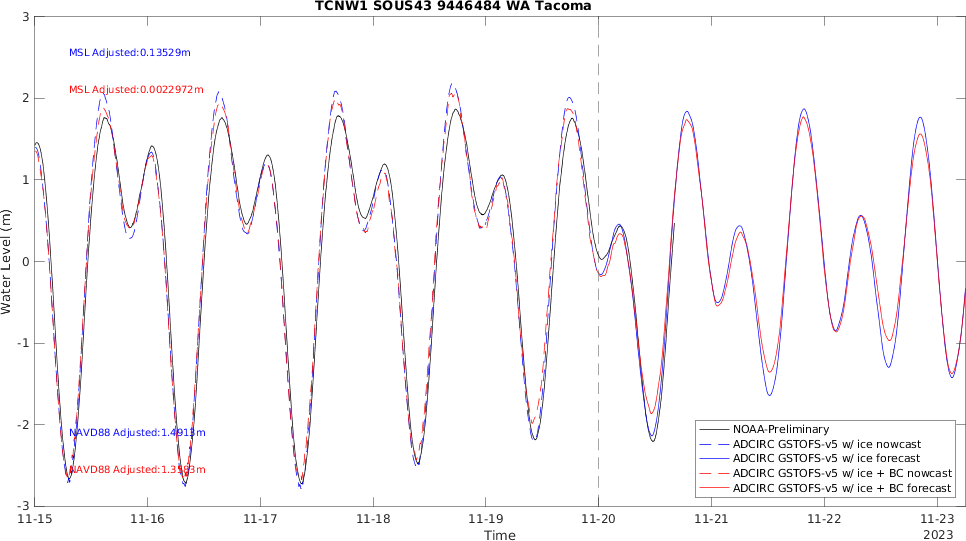 TCNW1 SOUS43 9446484 WA Tacoma
3
2
1
0
-1
-2
-3
Water Level (m)
MSL Adjusted:0.13529m
MSL Adjusted:0.0022972m
NAVD88 Adjusted:1.4913m
NAVD88 Adjusted:1.3583m
NOAA-Preliminary
ADCIRC GSTOFS-v5 w/ ice nowcast
ADCIRC GSTOFS-v5 w/ ice forecast
ADCIRC GSTOFS-v5 w/ ice + BC nowcast
ADCIRC GSTOFS-v5 w/ ice + BC forecast
11-15 11-16 11-17 11-18 11-19 11-20 11-21 11-22 11-23
2023
Time